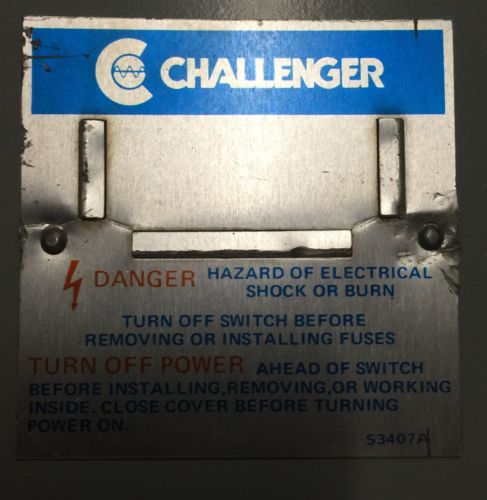 CHALLENGER
DANGER HAZARD OF ELECTRICAL
SHOCK OR BURN
TURN OFF SWITCH BEFORE
REMOVING OR INSTALLING FUSES
TURN OFF POWER AHEAD OF SWITCH
BEFORE INSTALLING,REMOVING,OR WORKING
INSIDE. CLOSE COVER BEFORE TURNING
POWER ON.
S3407A